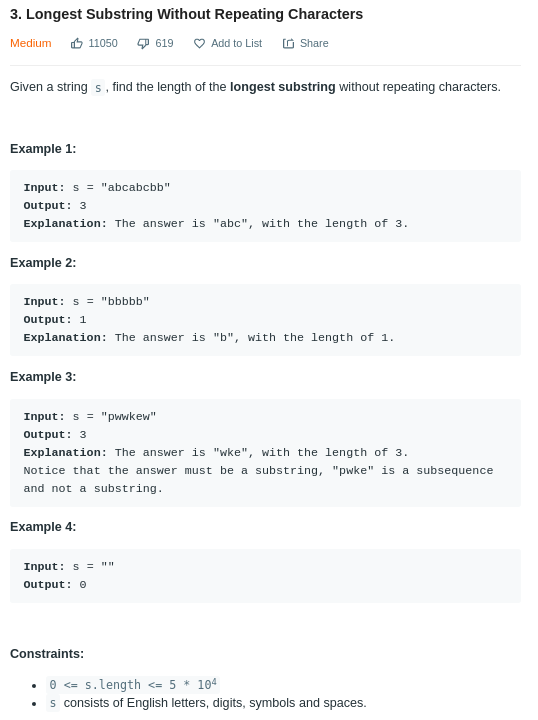 3. Longest Substring Without Repeating Characters
Medium 11050 619 Add to List Share
Given a string s, find the length of the longest substring without repeating characters.
Example 1:
Input: s = "abcabcbb"
Output: 3
Explanation: The answer is "abc", with the length of 3.
Example 2:
Input: s = "bbbbb"
Output: 1
Explanation: The answer is "b", with the length of 1.
Example 3:
Input: s = "pwwkew"
Output: 3
Explanation: The answer is "wke", with the length of 3.
Notice that the answer must be a substring, "pwke" is a subsequence
and not a substring.
Example 4:
Input: s = ""
Output: 0
Constraints:
• 0 <= s.length <= 5 * 10⁴
• s consists of English letters, digits, symbols and spaces.